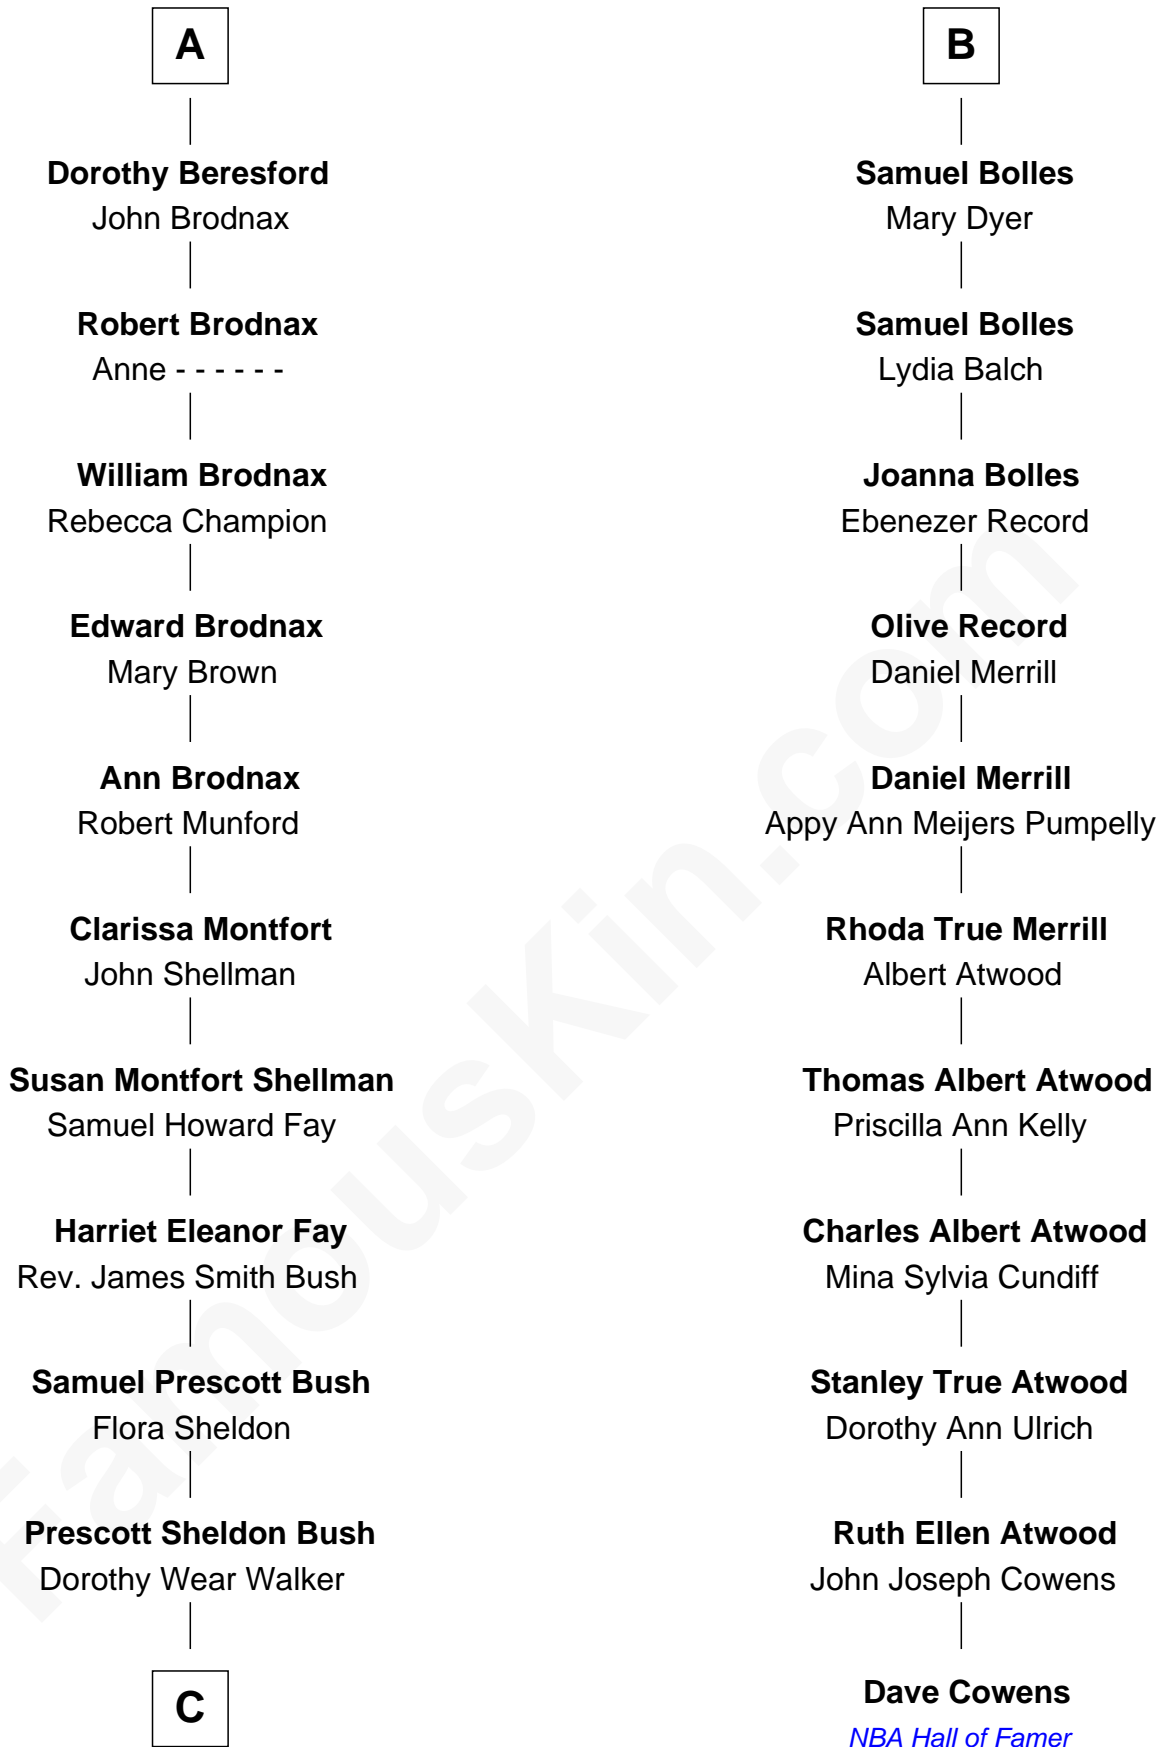 A
Dorothy Beresford
John Brodnax
Robert Brodnax
Anne - - - - - -
William Brodnax
Rebecca Champion
Edward Brodnax
Mary Brown
Ann Brodnax
Robert Munford
Clarissa Montfort
John Shellman
Susan Montfort Shellman
Samuel Howard Fay
Harriet Eleanor Fay
Rev. James Smith Bush
Samuel Prescott Bush
Flora Sheldon
Prescott Sheldon Bush
Dorothy Wear Walker
C
B
Samuel Bolles
Mary Dyer
Samuel Bolles
Lydia Balch
Joanna Bolles
Ebenezer Record
Olive Record
Daniel Merrill
Daniel Merrill
Appy Ann Meijers Pumpelly
Rhoda True Merrill
Albert Atwood
Thomas Albert Atwood
Priscilla Ann Kelly
Charles Albert Atwood
Mina Sylvia Cundiff
Stanley True Atwood
Dorothy Ann Ulrich
Ruth Ellen Atwood
John Joseph Cowens
Dave Cowens
NBA Hall of Famer
FamousKin.com